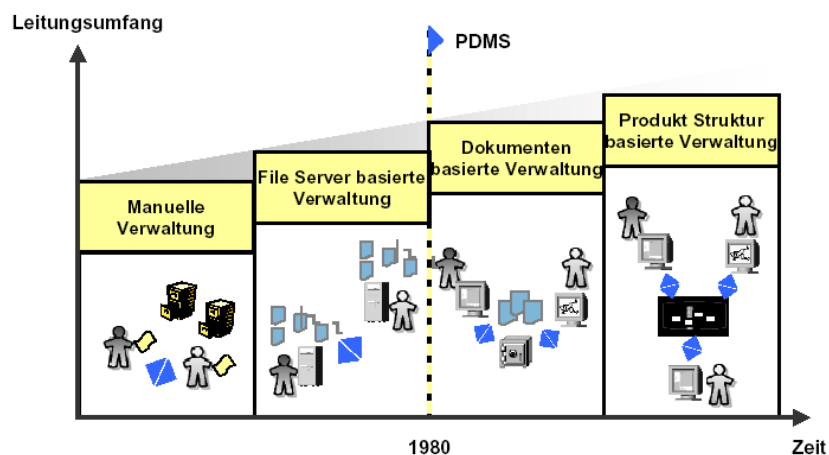 Leitungsumfang
PDMS
Produkt Struktur
basierte Verwaltung
Dokumenten
basierte Verwaltung
File Server basierte
Verwaltung
Manuelle
Verwaltung
1980
Zeit